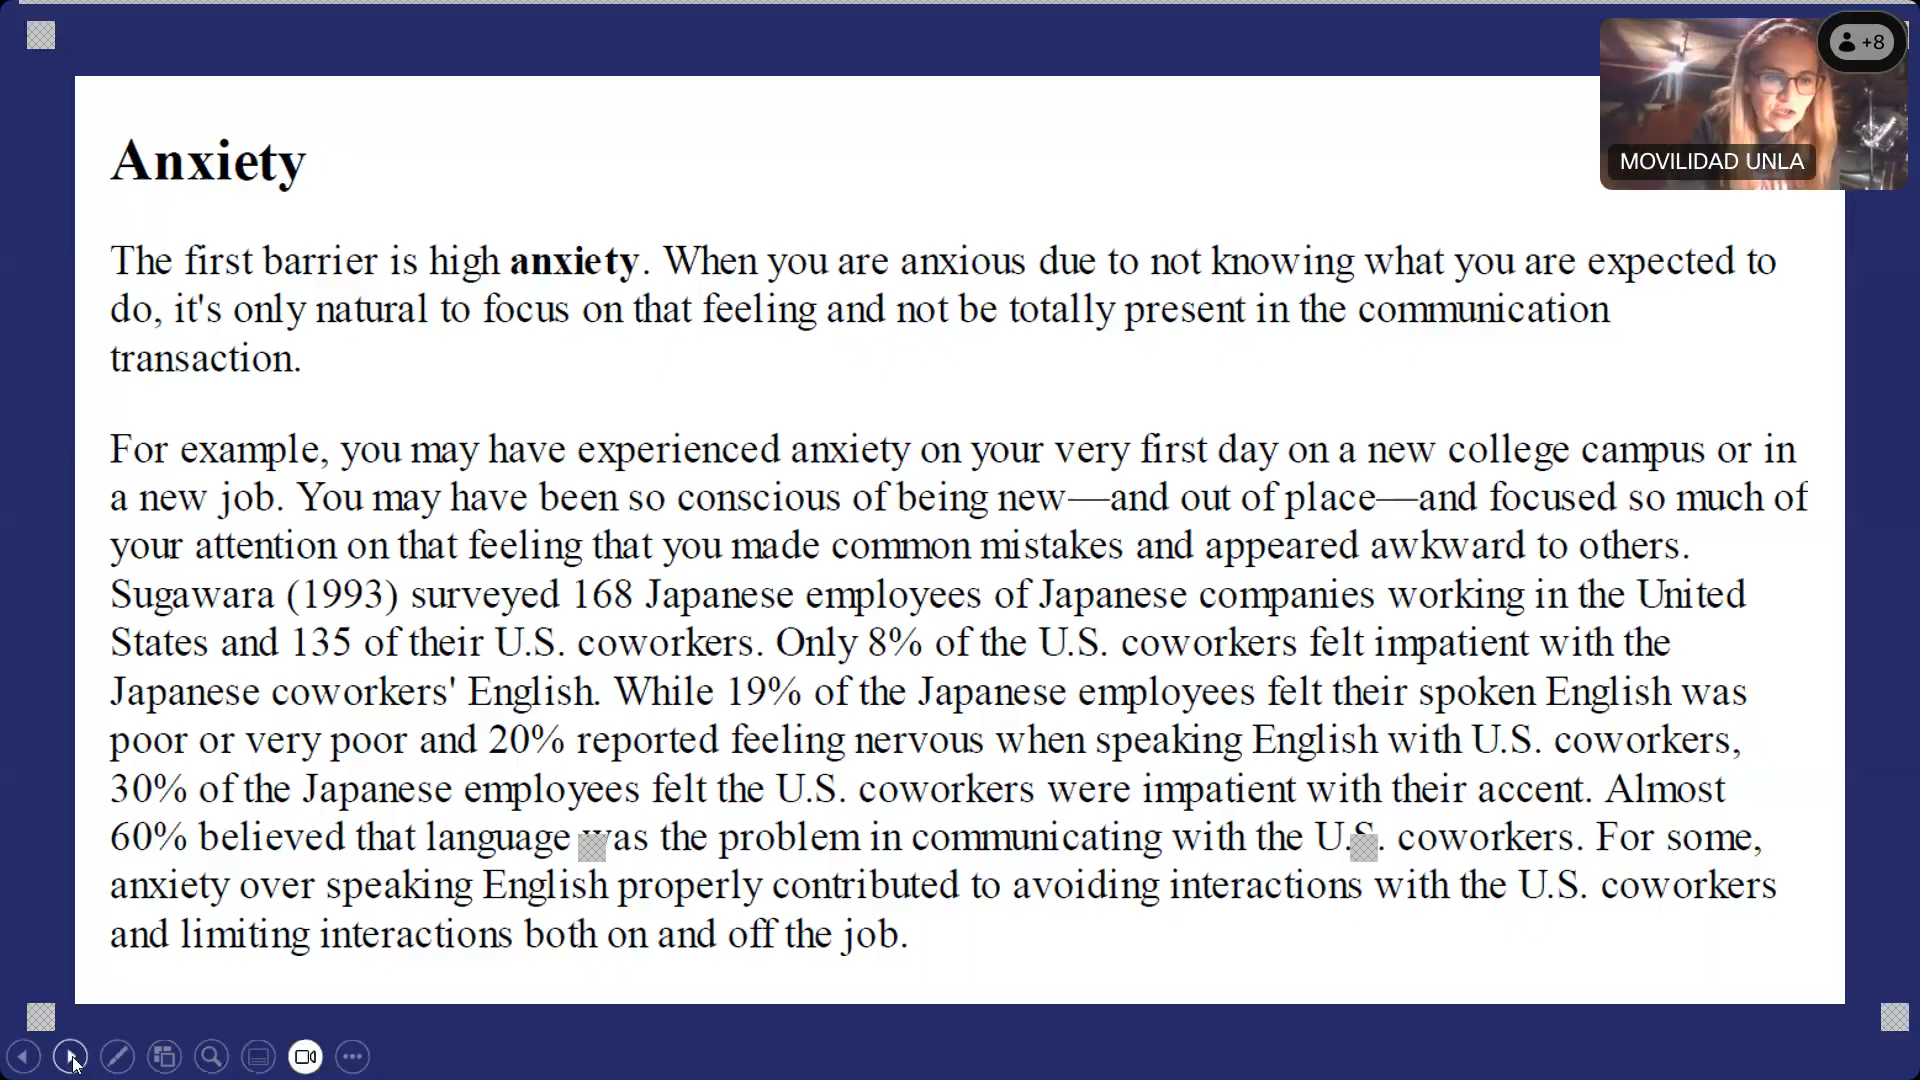 +8
MOVILIDAD UNLA
Anxiety
The first barrier is high anxiety. When you are anxious due to not knowing what you are expected to
do, it's only natural to focus on that feeling and not be totally present in the communication
transaction.
For example, you may have experienced anxiety on your very first day on a new college campus or in
a new job. You may have been so conscious of being new—and out of place—and focused so much of
your attention on that feeling that you made common mistakes and appeared awkward to others.
Sugawara (1993) surveyed 168 Japanese employees of Japanese companies working in the United
States and 135 of their U.S. coworkers. Only 8% of the U.S. coworkers felt impatient with the
Japanese coworkers' English. While 19% of the Japanese employees felt their spoken English was
poor or very poor and 20% reported feeling nervous when speaking English with U.S. coworkers,
30% of the Japanese employees felt the U.S. coworkers were impatient with their accent. Almost
60% believed that language was the problem in communicating with the U.S. coworkers. For some,
anxiety over speaking English properly contributed to avoiding interactions with the U.S. coworkers
and limiting interactions both on and off the job.